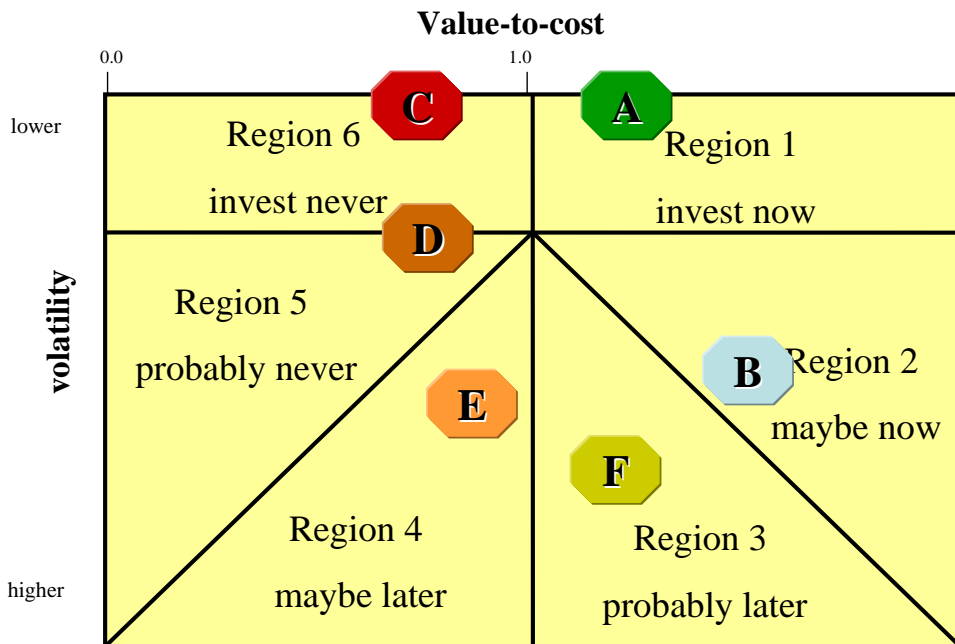 Value-to-cost
0.0
1.0
lower
C
A
Region 6
Region 1
invest never
invest now
D
volatility
Region 5
probably never
B
Region 2
E
maybe now
F
Region 4
Region 3
maybe later
probably later
higher